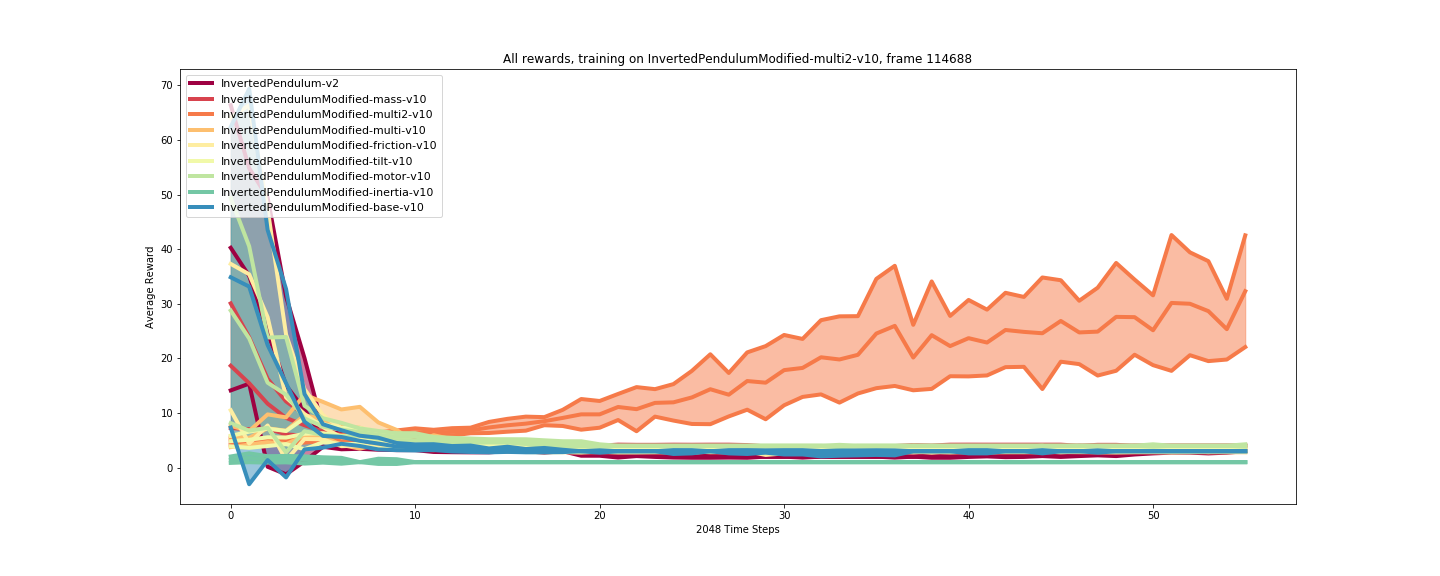 All rewards, training on InvertedPendulumModified-multi2-v10, frame 114688
70
60
50
40
30
20
10
0
Average Reward
InvertedPendulum-v2
InvertedPendulumModified-mass-v10
InvertedPendulumModified-multi2-v10
InvertedPendulumModified-multi-v10
InvertedPendulumModified-friction-v10
InvertedPendulumModified-tilt-v10
InvertedPendulumModified-motor-v10
InvertedPendulumModified-inertia-v10
InvertedPendulumModified-base-v10
0 10 20 30 40 50
2048 Time Steps